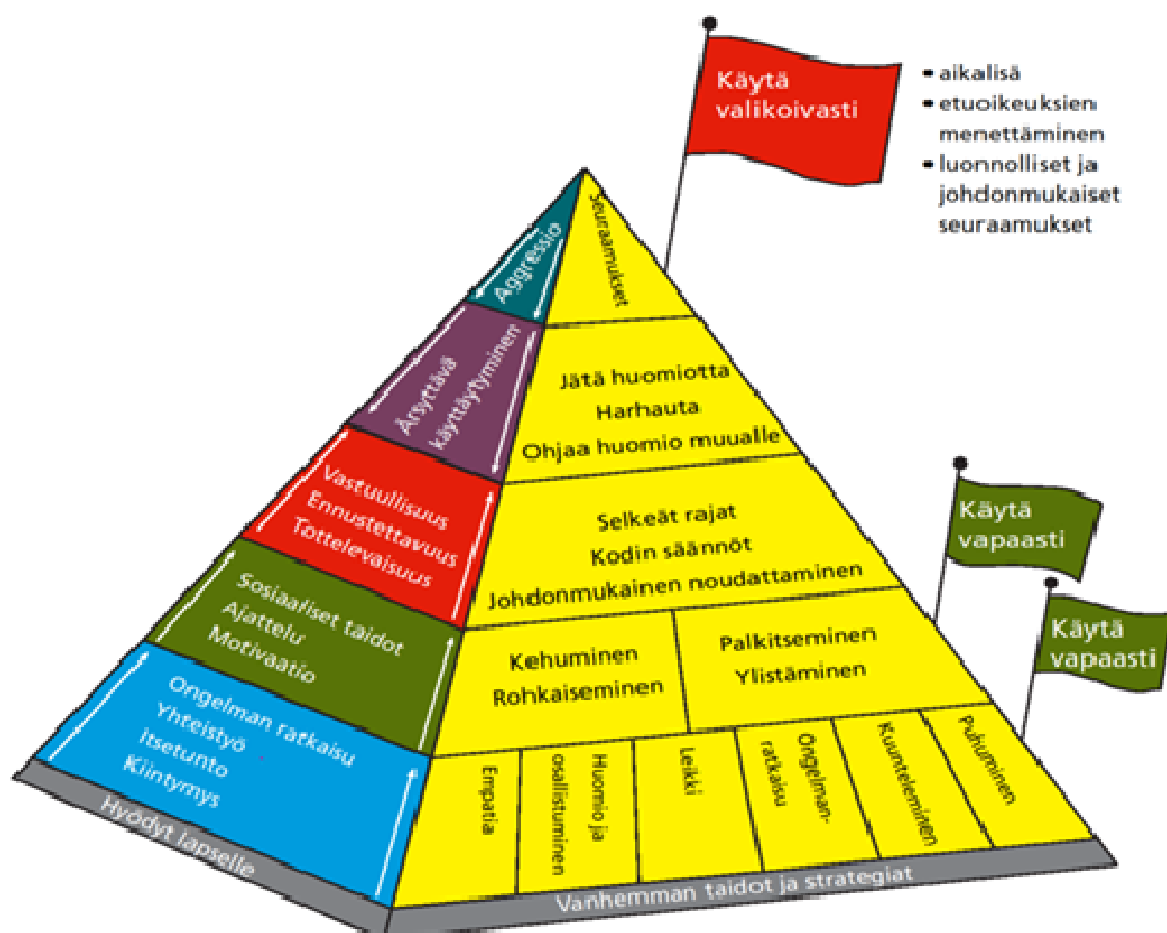 Käytä
valikoivasti
• aikalisä
• etuoikeuksien
menettäminen
• luonnolliset ja
johdonmukaiset
seuraamukset
Aggressio
Seuraamukset
Ärsyttävä
käyttäytyminen
Jätä huomiotta
Harhauta
Ohjaa huomio muualle
Vastuullisuus
Ennustettavuus
Tottelevaisuus
Selkeät rajat
Kodin säännöt
Johdonmukainen noudattaminen
Käytä
vapaasti
Sosiaaliset taidot
Ajattelu
Motivaatio
Kehuminen
Rohkaiseminen
Palkitseminen
Ylistäminen
Käytä
vapaasti
Ongelman ratkaisu
Yhteistyö
Itsetunto
Kiintymys
Empatia
Huomio ja
osallistuminen
Leikki
Ongelman-
ratkaisu
Kuunteleminen
Puhuminen
Hyödyt lapselle
Vanhemman taidot ja strategiat